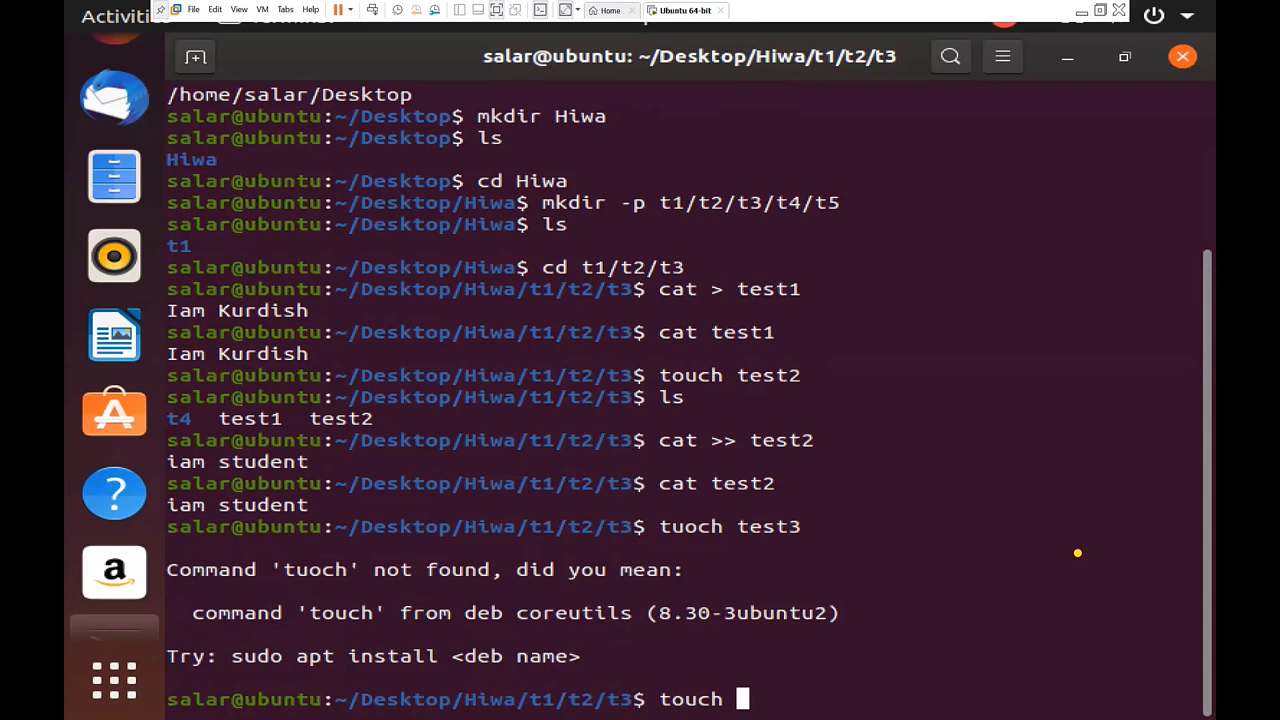 Activities
File Edit View VM Tabs Help
Home
Ubuntu 64-bit
salar@ubuntu: ~/Desktop/Hiwa/t1/t2/t3
/home/salar/Desktop
salar@ubuntu:~/Desktop$ mkdir Hiwa
salar@ubuntu:~/Desktop$ ls
Hiwa
salar@ubuntu:~/Desktop$ cd Hiwa
salar@ubuntu:~/Desktop/Hiwa$ mkdir -p t1/t2/t3/t4/t5
salar@ubuntu:~/Desktop/Hiwa$ ls
t1
salar@ubuntu:~/Desktop/Hiwa$ cd t1/t2/t3
salar@ubuntu:~/Desktop/Hiwa/t1/t2/t3$ cat > test1
Iam Kurdish
salar@ubuntu:~/Desktop/Hiwa/t1/t2/t3$ cat test1
Iam Kurdish
salar@ubuntu:~/Desktop/Hiwa/t1/t2/t3$ touch test2
salar@ubuntu:~/Desktop/Hiwa/t1/t2/t3$ ls
t4 test1 test2
salar@ubuntu:~/Desktop/Hiwa/t1/t2/t3$ cat >> test2
iam student
salar@ubuntu:~/Desktop/Hiwa/t1/t2/t3$ cat test2
iam student
salar@ubuntu:~/Desktop/Hiwa/t1/t2/t3$ tuoch test3
Command 'tuoch' not found, did you mean:
command 'touch' from deb coreutils (8.30-3ubuntu2)
Try: sudo apt install <deb name>
salar@ubuntu:~/Desktop/Hiwa/t1/t2/t3$ touch